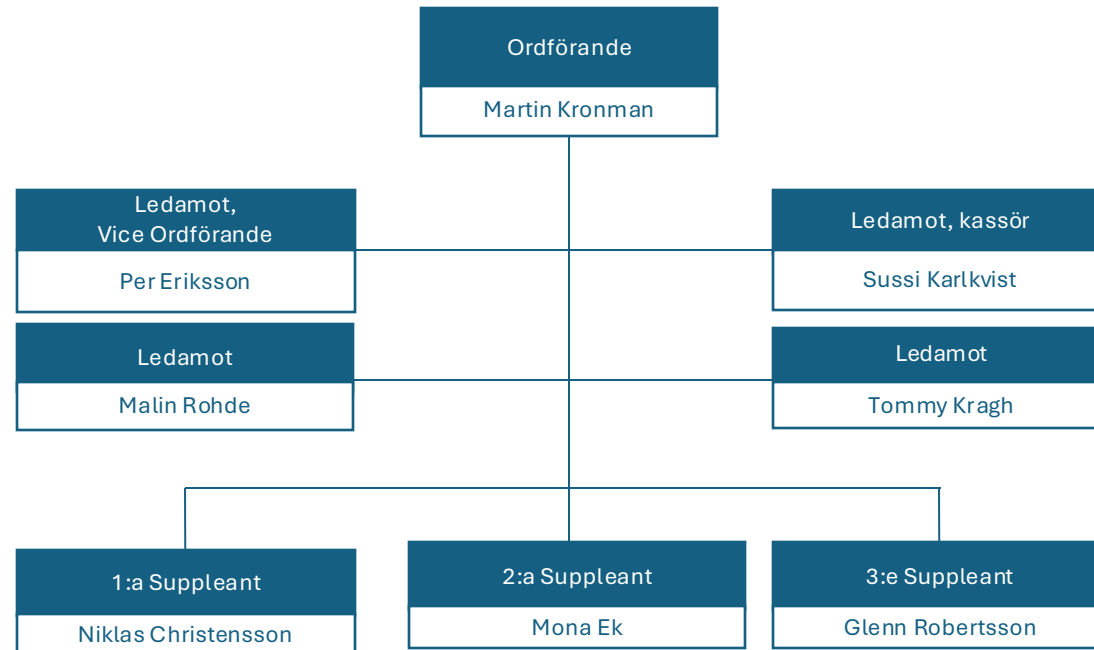 Ordförande
Martin Kronman
Ledamot,
Vice Ordförande
Per Eriksson
Ledamot, kassör
Sussi Karlkvist
Ledamot
Malin Rohde
Ledamot
Tommy Kragh
1:a Suppleant
Niklas Christensson
2:a Suppleant
Mona Ek
3:e Suppleant
Glenn Robertsson